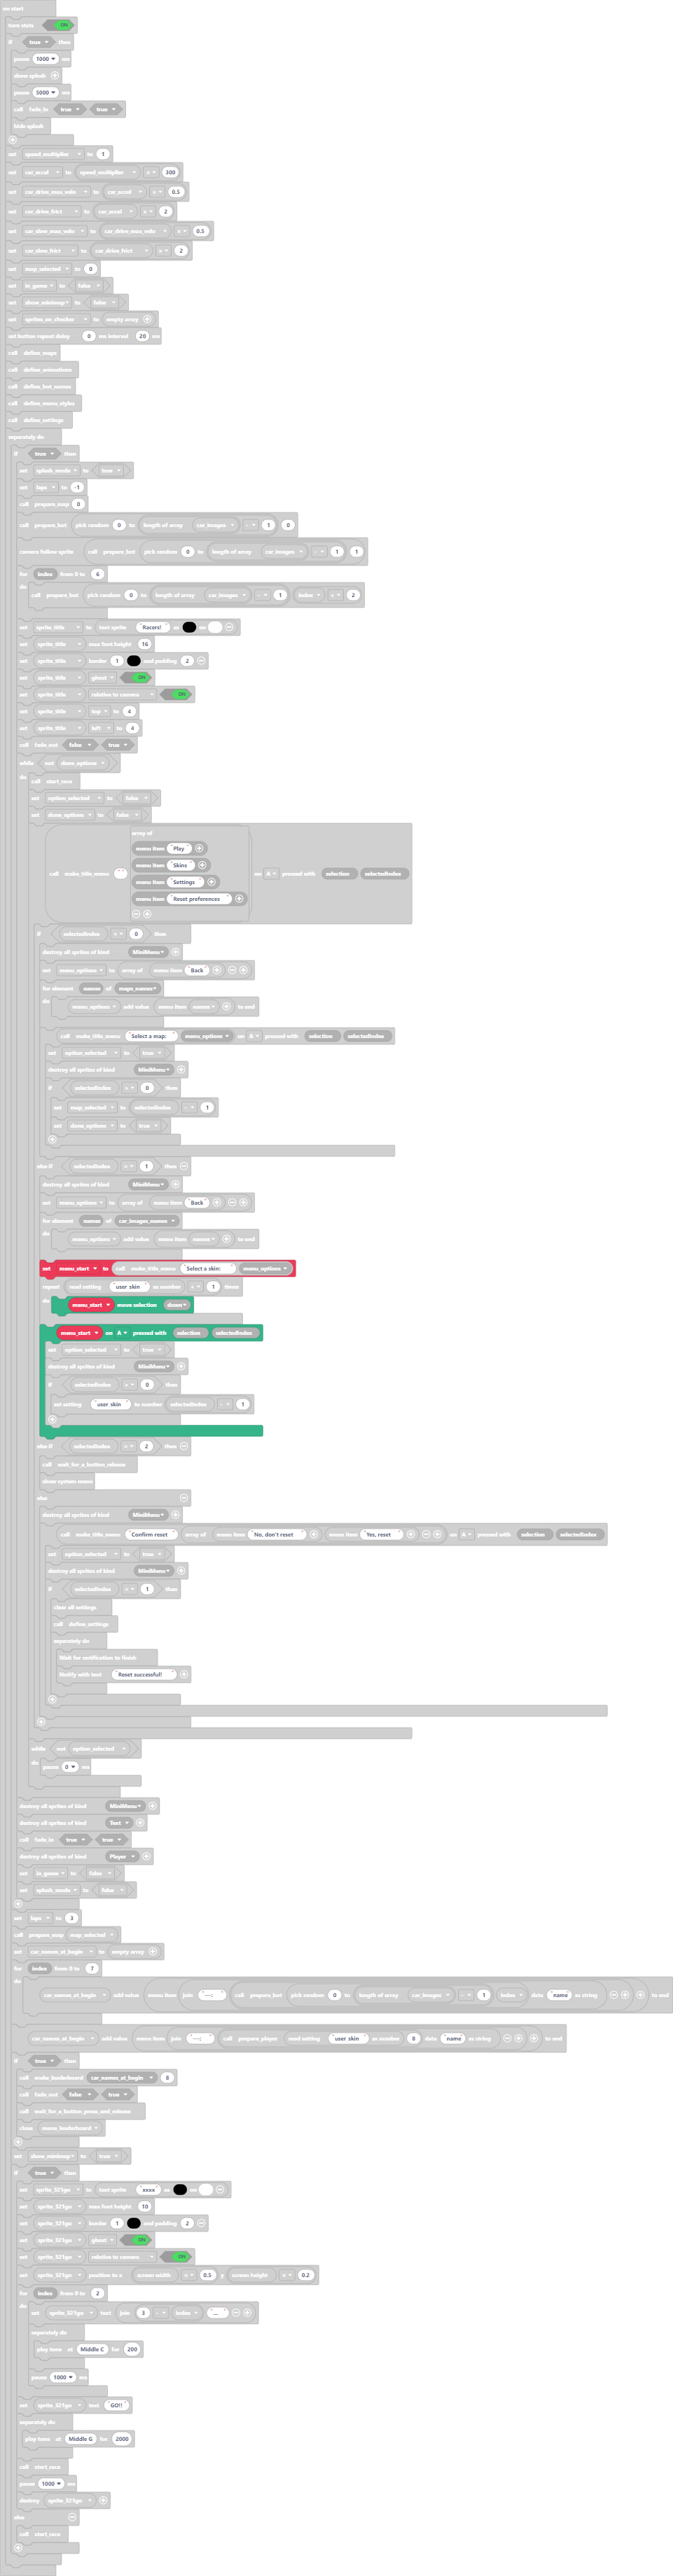 on start
turn stats ON
if true then
pause 1000 ms
show splash
pause 5000 ms
call fade_in true true
hide splash
set speed_multiplier to 1
set car_accel to speed_multiplier × 300
set car_drive_max_velo to car_accel × 0.5
set car_drive_frict to car_accel × 2
set car_slow_max_velo to car_drive_max_velo × 0.5
set car_slow_frict to car_drive_frict × 2
set map_selected to 0
set in_game to false
set show_minimap to false
set sprites_on_checker to empty array
set button repeat delay 0 ms interval 20 ms
call define_maps
call define_animations
call define_bot_names
call define_menu_styles
call define_settings
separately do
if true then
set splash_mode to true
set laps to -1
call prepare_map 0
call prepare_bot pick random 0 to length of array car_images - 1 0
camera follow sprite call prepare_bot pick random 0 to length of array car_images - 1 1
for index from 0 to 6
do call prepare_bot pick random 0 to length of array car_images - 1 index + 2
set sprite_title to text sprite "Racers!" as on
set sprite_title max font height 16
set sprite_title border 1 and padding 2
set sprite_title ghost ON
set sprite_title relative to camera ON
set sprite_title top to 4
set sprite_title left to 4
call fade_out false true
while not done_options
do call start_race
set option_selected to false
set done_options to false
array of
menu item "Play"
menu item "Skins"
call make_title_menu " " on A pressed with selection selectedIndex
menu item "Settings"
menu item "Reset preferences"
if selectedIndex = 0 then
destroy all sprites of kind MiniMenu
set menu_options to array of menu item "Back"
for element names of maps_names
do menu_options add value menu item names to end
call make_title_menu "Select a map:" menu_options on A pressed with selection selectedIndex
set option_selected to true
destroy all sprites of kind MiniMenu
if selectedIndex > 0 then
set map_selected to selectedIndex - 1
set done_options to true
else if selectedIndex = 1 then
destroy all sprites of kind MiniMenu
set menu_options to array of menu item "Back"
for element names of car_images_names
do menu_options add value menu item names to end
set menu_start to call make_title_menu "Select a skin:" menu_options
repeat read setting "user skin" as number + 1 times
do menu_start move selection down
menu_start on A pressed with selection selectedIndex
set option_selected to true
destroy all sprites of kind MiniMenu
if selectedIndex > 0 then
set setting "user skin" to number selectedIndex - 1
else if selectedIndex = 2 then
call wait_for_a_button_release
show system menu
else
destroy all sprites of kind MiniMenu
call make_title_menu "Confirm reset" array of menu item "No, don't reset" menu item "Yes, reset" on A pressed with selection selectedIndex
set option_selected to true
destroy all sprites of kind MiniMenu
if selectedIndex = 1 then
clear all settings
call define_settings
separately do
Wait for notification to finish
Notify with text "Reset successful!"
while not option_selected
do pause 0 ms
destroy all sprites of kind MiniMenu
destroy all sprites of kind Text
call fade_in true true
destroy all sprites of kind Player
set in_game to false
set splash_mode to false
set laps to 3
call prepare_map map_selected
set car_names_at_begin to empty array
for index from 0 to 7
do car_names_at_begin add value menu item join "---:" call prepare_bot pick random 0 to length of array car_images - 1 index data "name" as string to end
car_names_at_begin add value menu item join "---:" call prepare_player read setting "user skin" as number 8 data "name" as string to end
if true then
call make_leaderboard car_names_at_begin 8
call fade_out false true
call wait_for_a_button_press_and_release
close menu_leaderboard
set show_minimap to true
if true then
set sprite_321go to text sprite "xxxx" as on
set sprite_321go max font height 10
set sprite_321go border 1 and padding 2
set sprite_321go ghost ON
set sprite_321go relative to camera ON
set sprite_321go position to x screen width × 0.5 y screen height × 0.2
for index from 0 to 2
do set sprite_321go text join 3 - index "..."
separately do
play tone at Middle C for 200
pause 1000 ms
set sprite_321go text "GO!!"
separately do
play tone at Middle G for 2000
call start_race
pause 1000 ms
destroy sprite_321go
else
call start_race